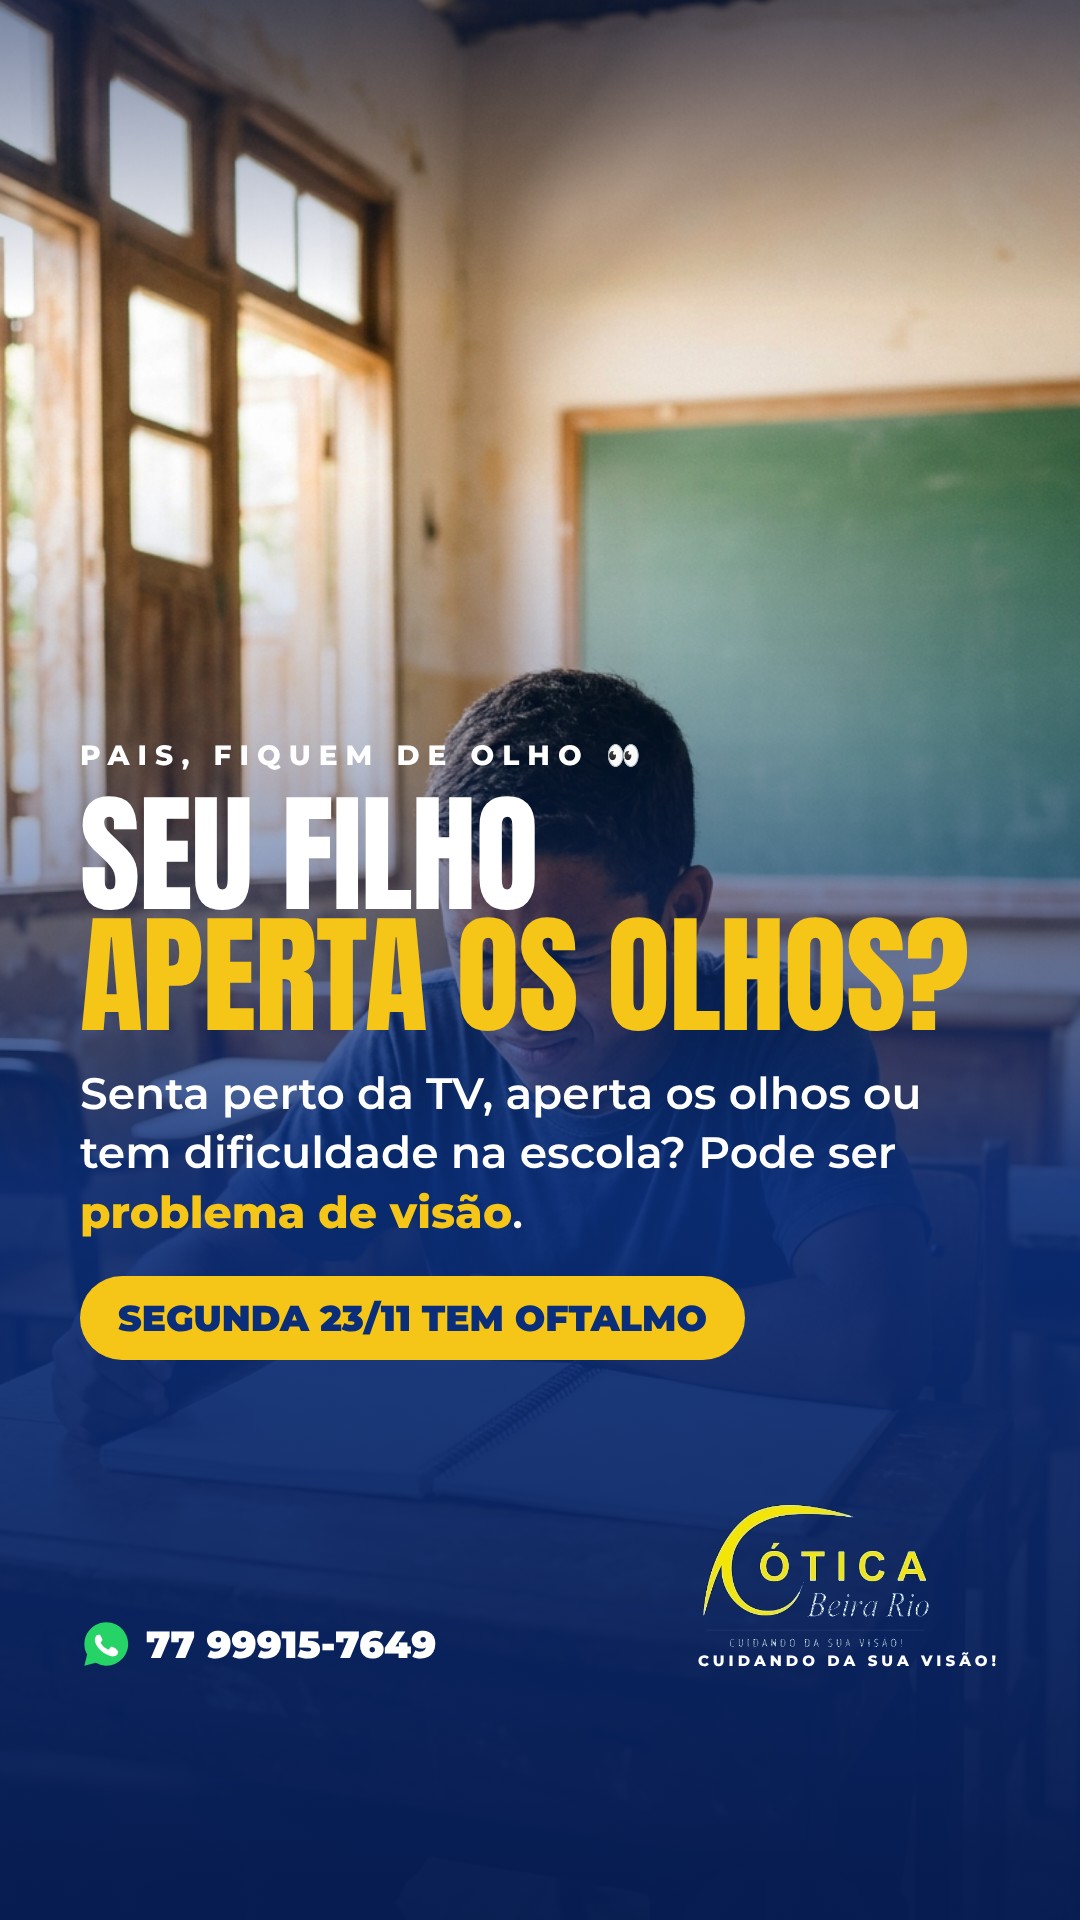 PAIS, FIQUEM DE OLHO 👀
SEU FILHO
APERTA OS OLHOS?
Senta perto da TV, aperta os olhos ou
tem dificuldade na escola? Pode ser
problema de visão.
SEGUNDA 23/11 TEM OFTALMO
ÓTICA
Beira Rio
CUIDANDO DA SUA VISÃO!
CUIDANDO DA SUA VISÃO!
77 99915-7649